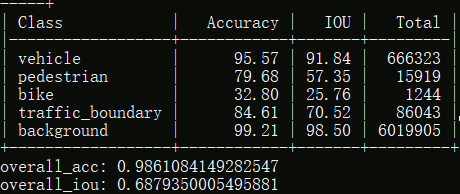 -----+
| Class            | Accuracy |   IOU |   Total |
|------------------+----------+-------+---------|
| vehicle          |    95.57 | 91.84 |  666323 |
| pedestrian       |    79.68 | 57.35 |   15919 |
| bike             |    32.80 | 25.76 |    1244 |
| traffic_boundary |    84.61 | 70.52 |   86043 |
| background       |    99.21 | 98.50 | 6019905 |
+------------------+----------+-------+---------+
overall_acc: 0.9861084149282547
overall_iou: 0.6879350005495881